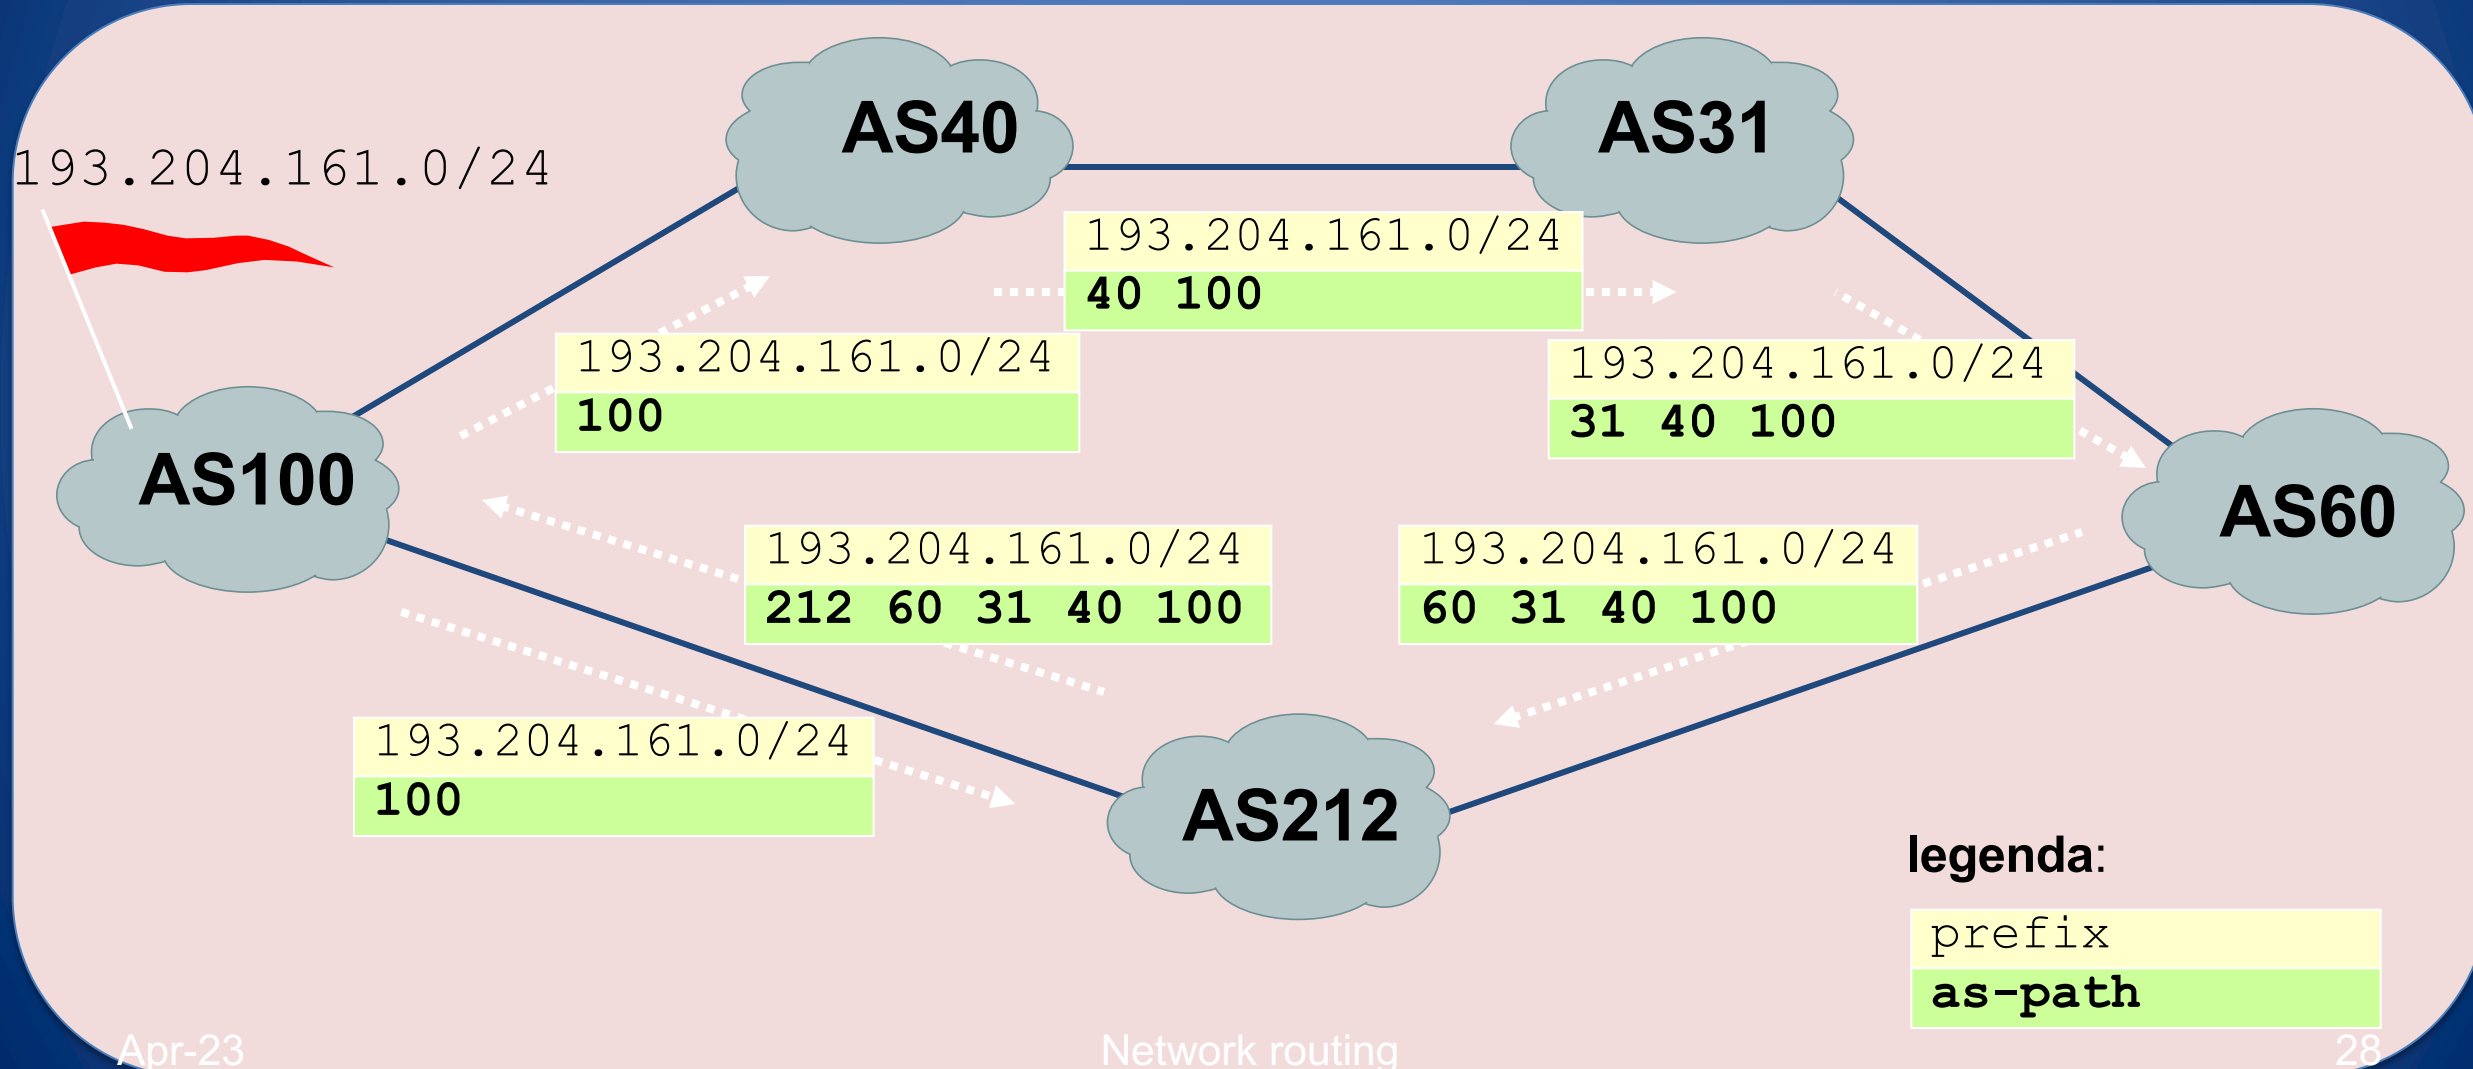 AS40
AS31
193.204.161.0/24
193.204.161.0/24
40 100
193.204.161.0/24
100
193.204.161.0/24
31 40 100
AS100
AS60
193.204.161.0/24
212 60 31 40 100
193.204.161.0/24
60 31 40 100
193.204.161.0/24
100
AS212
legenda:
prefix
as-path
Apr-23
Network routing
28